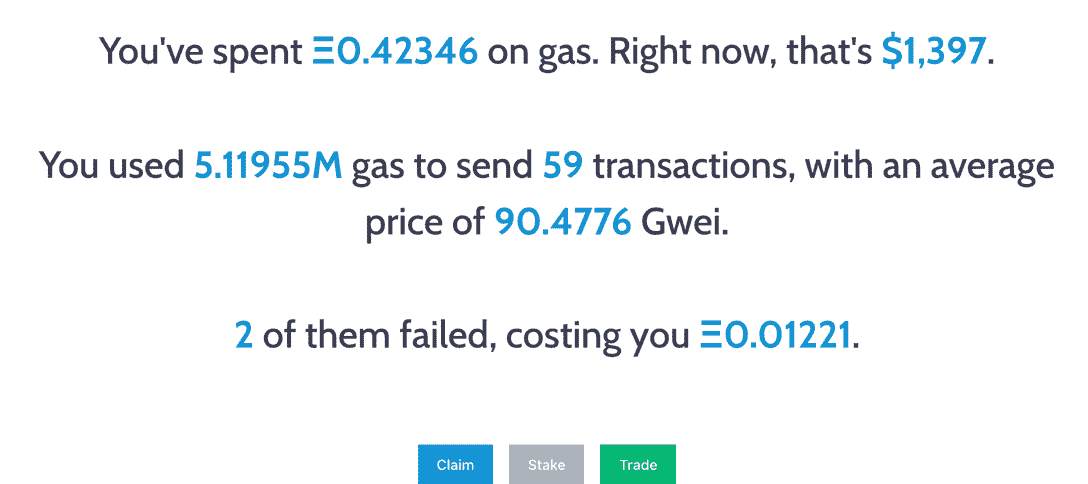 You've spent Ξ0.42346 on gas. Right now, that's $1,397.
You used 5.11955M gas to send 59 transactions, with an average
price of 90.4776 Gwei.
2 of them failed, costing you Ξ0.01221.
Claim Stake Trade